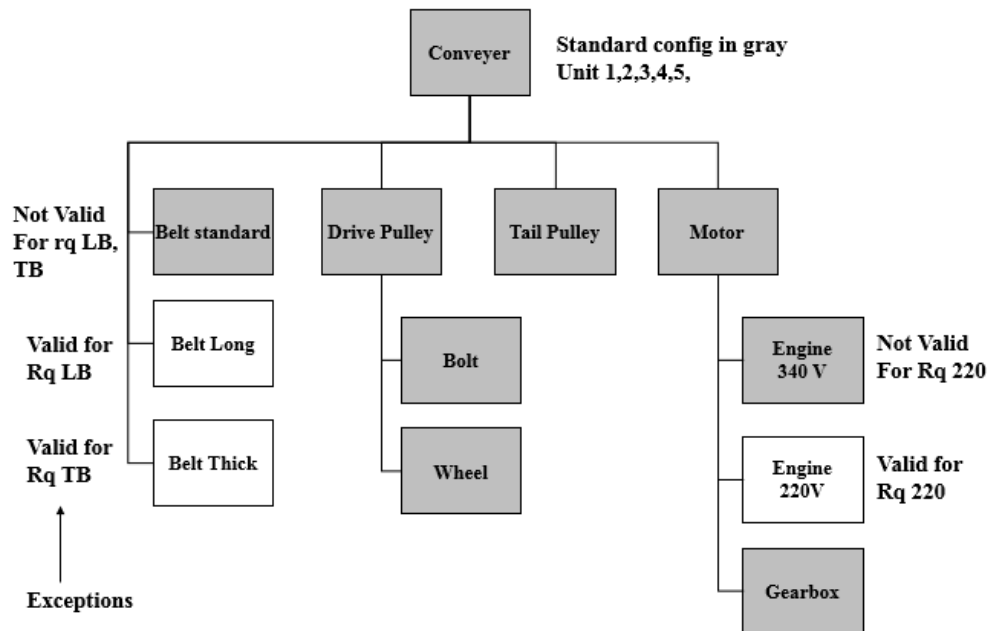 Conveyer
Standard config in gray
Unit 1,2,3,4,5,
Not Valid
For rq LB,
TB
Belt standard
Drive Pulley
Tail Pulley
Motor
Valid for
Rq LB
Belt Long
Bolt
Engine
340 V
Not Valid
For Rq 220
Valid for
Rq TB
Belt Thick
Wheel
Engine
220V
Valid for
Rq 220
Exceptions
Gearbox